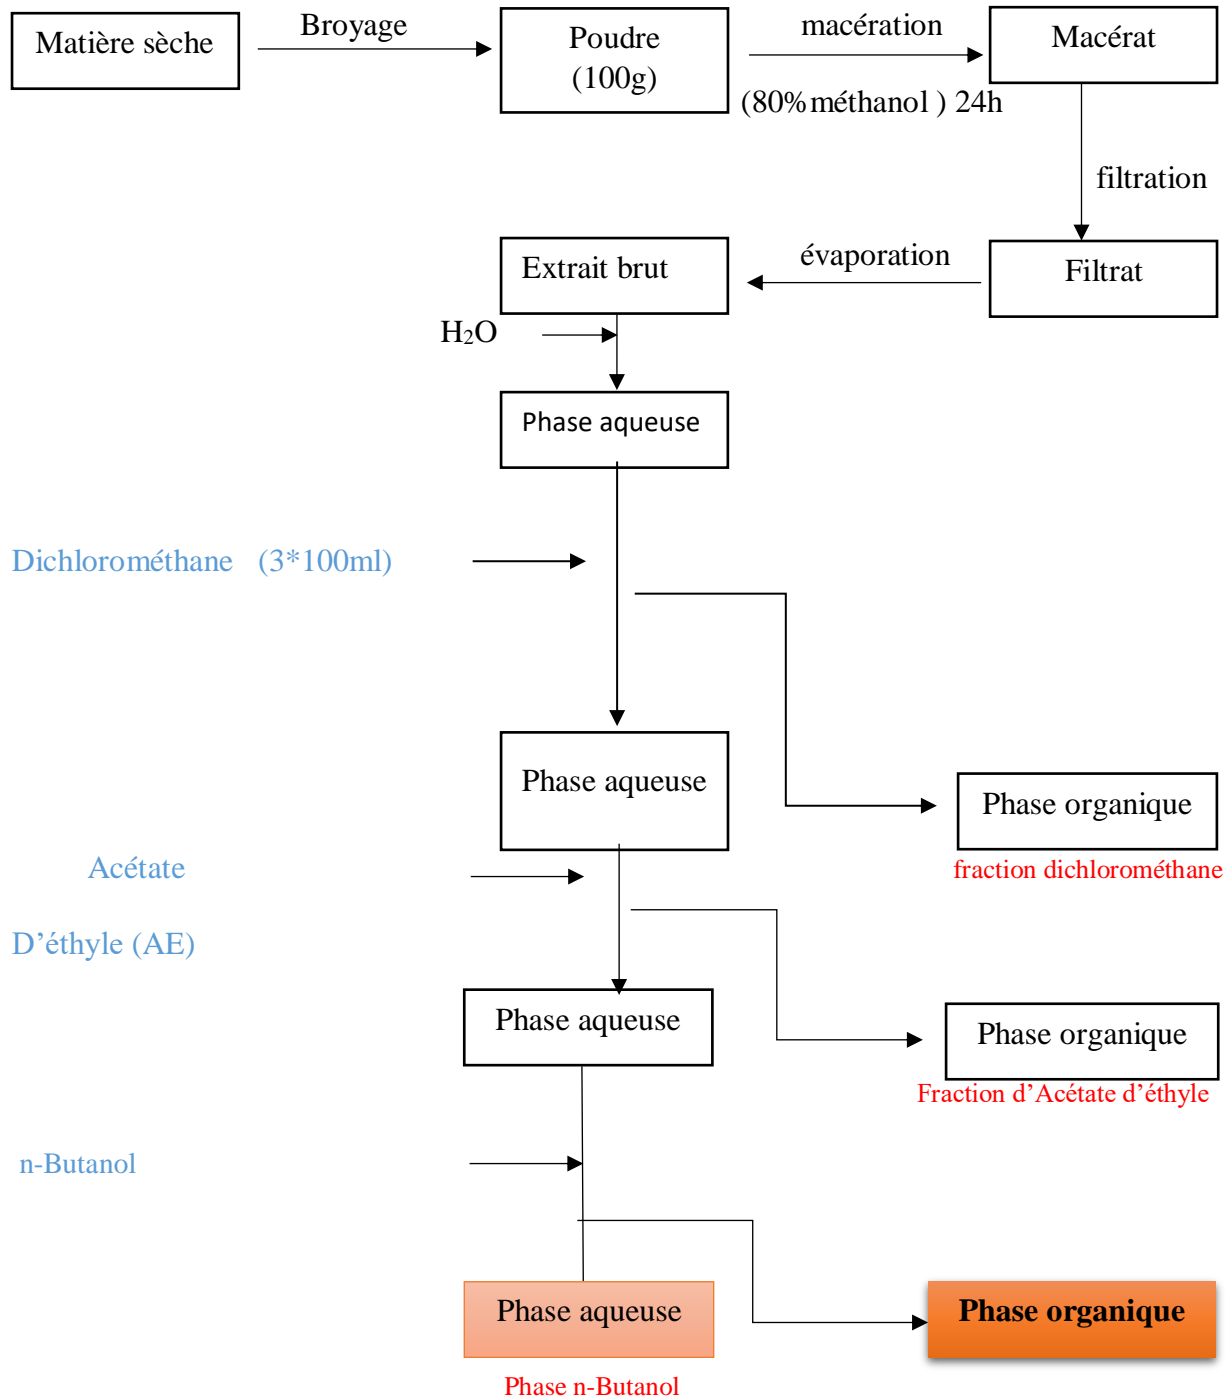 Matière sèche
Broyage
Poudre
(100g)
macération
(80% méthanol ) 24h
Macérat
filtration
Filtrat
évaporation
Extrait brut
H₂O
Phase aqueuse
Dichlorométhane (3*100ml)
Phase aqueuse
Phase organique
fraction dichlorométhane
Acétate
D’éthyle (AE)
Phase aqueuse
Phase organique
Fraction d’Acétate d’éthyle
n-Butanol
Phase aqueuse
Phase organique
Phase n-Butanol